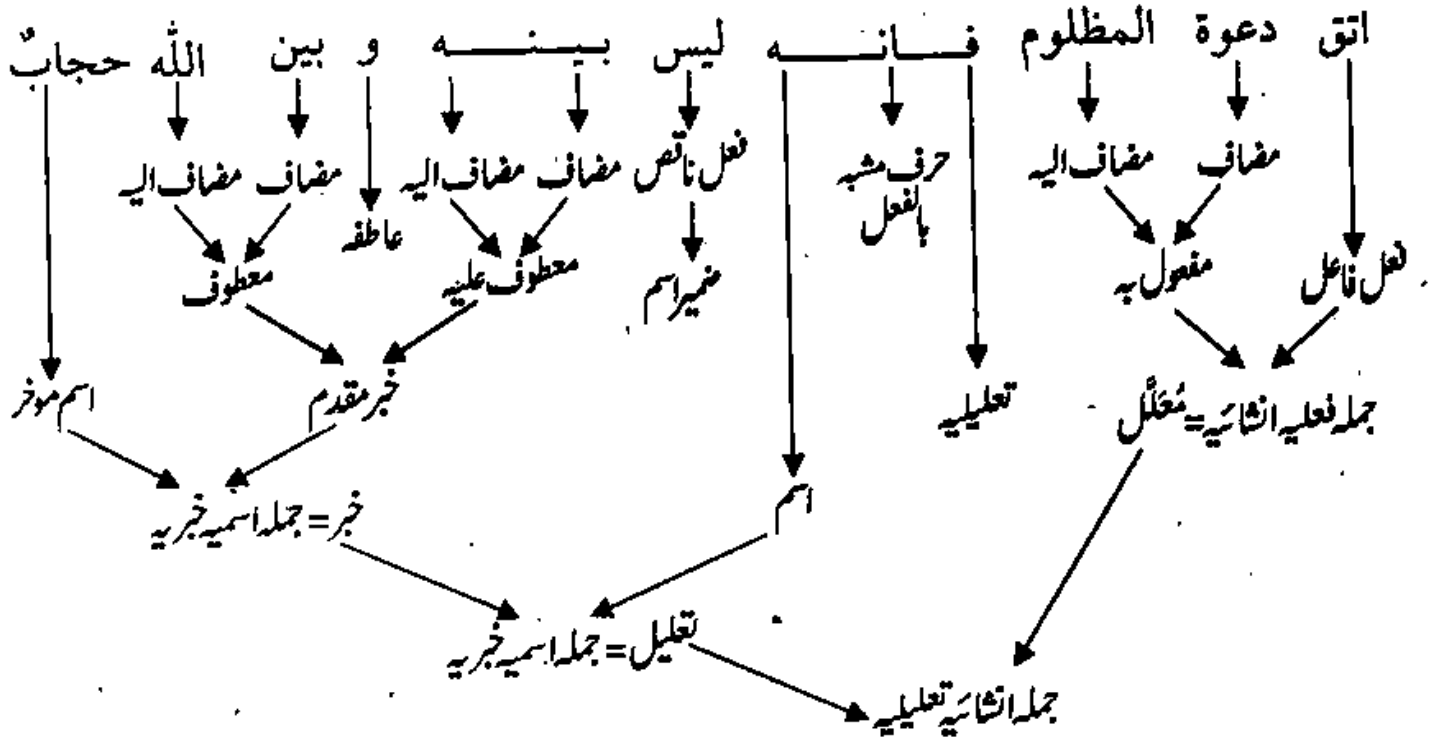 اتق دعوة المظلوم فانه ليس بينه و بين الله حجابٌ
مضاف مضاف الیہ حرف مشبہ بالفعل فعل ناقص مضاف مضاف الیہ مضاف مضاف الیہ
عاطفہ
فعل فاعل مفعول بہ ضمیر اسم معطوف علیہ معطوف
جملہ فعلیہ انشائیہ = مُعَلَّل تعلیلیہ خبر مقدم اسم موخر
اسم خبر = جملہ اسمیہ خبریہ
تعلیل = جملہ اسمیہ خبریہ
جملہ انشائیہ تعلیلیہ